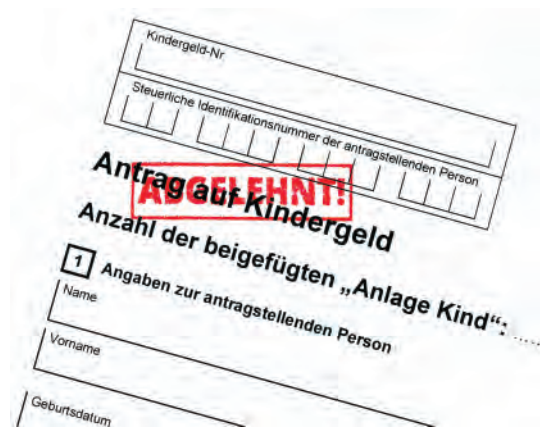 Kindergeld-Nr
Steuerliche Identifikationsnummer der antragstellenden Person
Antrag auf Kindergeld
ABGELEHNT!
Anzahl der beigefügten „Anlage Kind“: .....
1 Angaben zur antragstellenden Person
Name
Vorname
Geburtsdatum